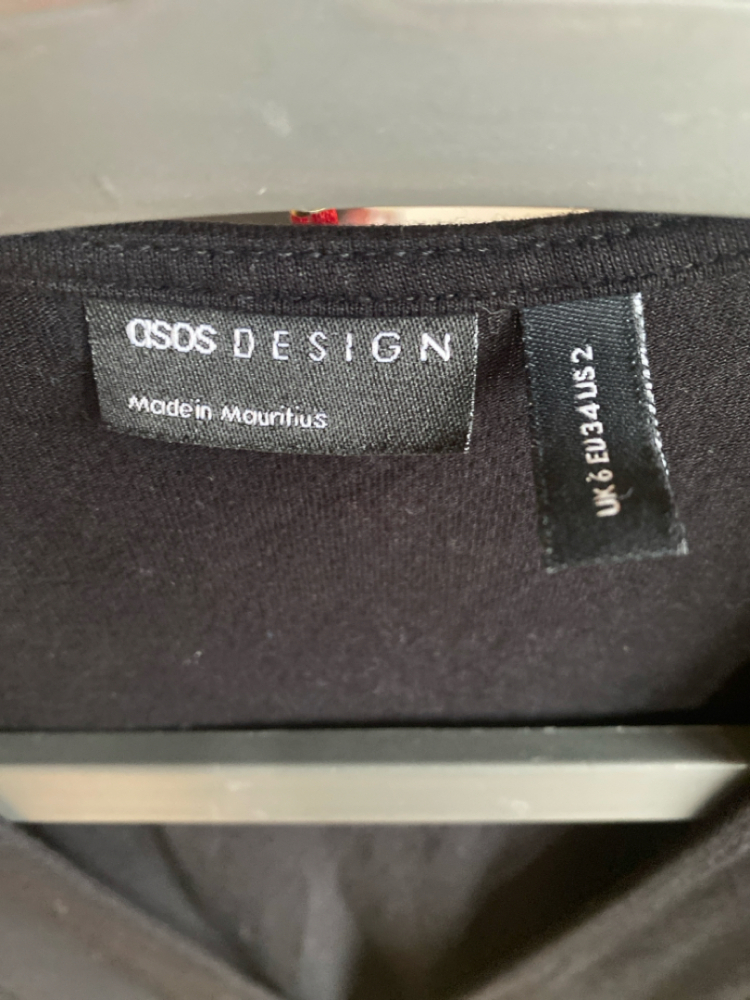 asos DESIGN
Made in Mauritius
UK 6 EU 34 US 2